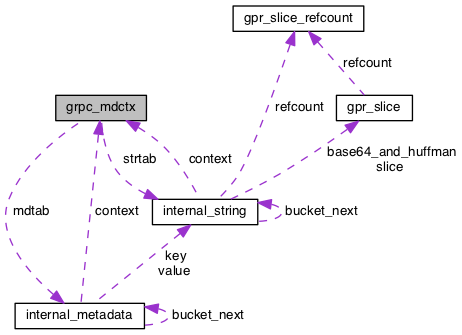 gpr_slice_refcount
refcount
grpc_mdctx
gpr_slice
refcount
strtab
context
base64_and_huffman
slice
mdtab
context
internal_string
bucket_next
key
value
internal_metadata
bucket_next